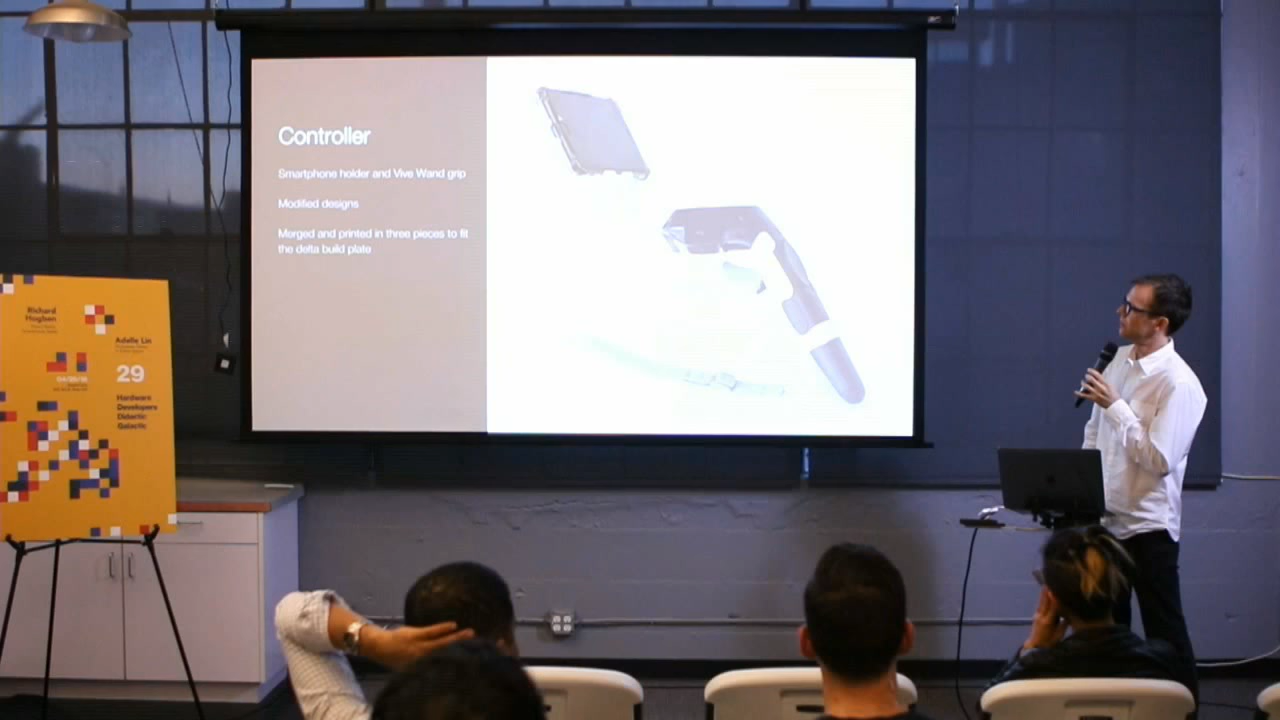 Controller
Smartphone holder and Vive Wand grip
Modified designs
Merged and printed in three pieces to fit
the delta build plate
Richard
Hogben
Adelle Lin
29
Hardware
Developers
Didactic
Galactic